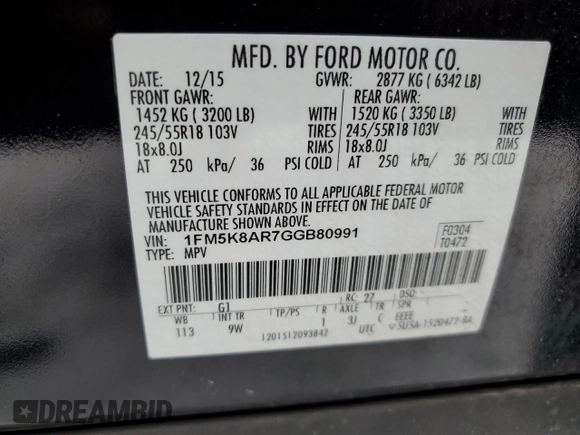 MFD. BY FORD MOTOR CO.
DATE: 12/15 GVWR: 2877 KG ( 6342 LB)
FRONT GAWR: REAR GAWR:
1452 KG ( 3200 LB) WITH 1520 KG ( 3350 LB) WITH
245/55R18 103V TIRES 245/55R18 103V TIRES
18x8.0J RIMS 18x8.0J RIMS
AT 250 kPa/ 36 PSI COLD AT 250 kPa/ 36 PSI COLD
THIS VEHICLE CONFORMS TO ALL APPLICABLE FEDERAL MOTOR
VEHICLE SAFETY STANDARDS IN EFFECT ON THE DATE OF
MANUFACTURE SHOWN ABOVE.
VIN: 1FM5K8AR7GGB80991 F0304
TYPE: MPV T0472
EXT PNT: G1 RC: 27 DSO:
WB INT TR TP/PS R AXLE TR SPR
113 9W 1 3J C EEEE
1201512093842 UTC
DREAMBID.com